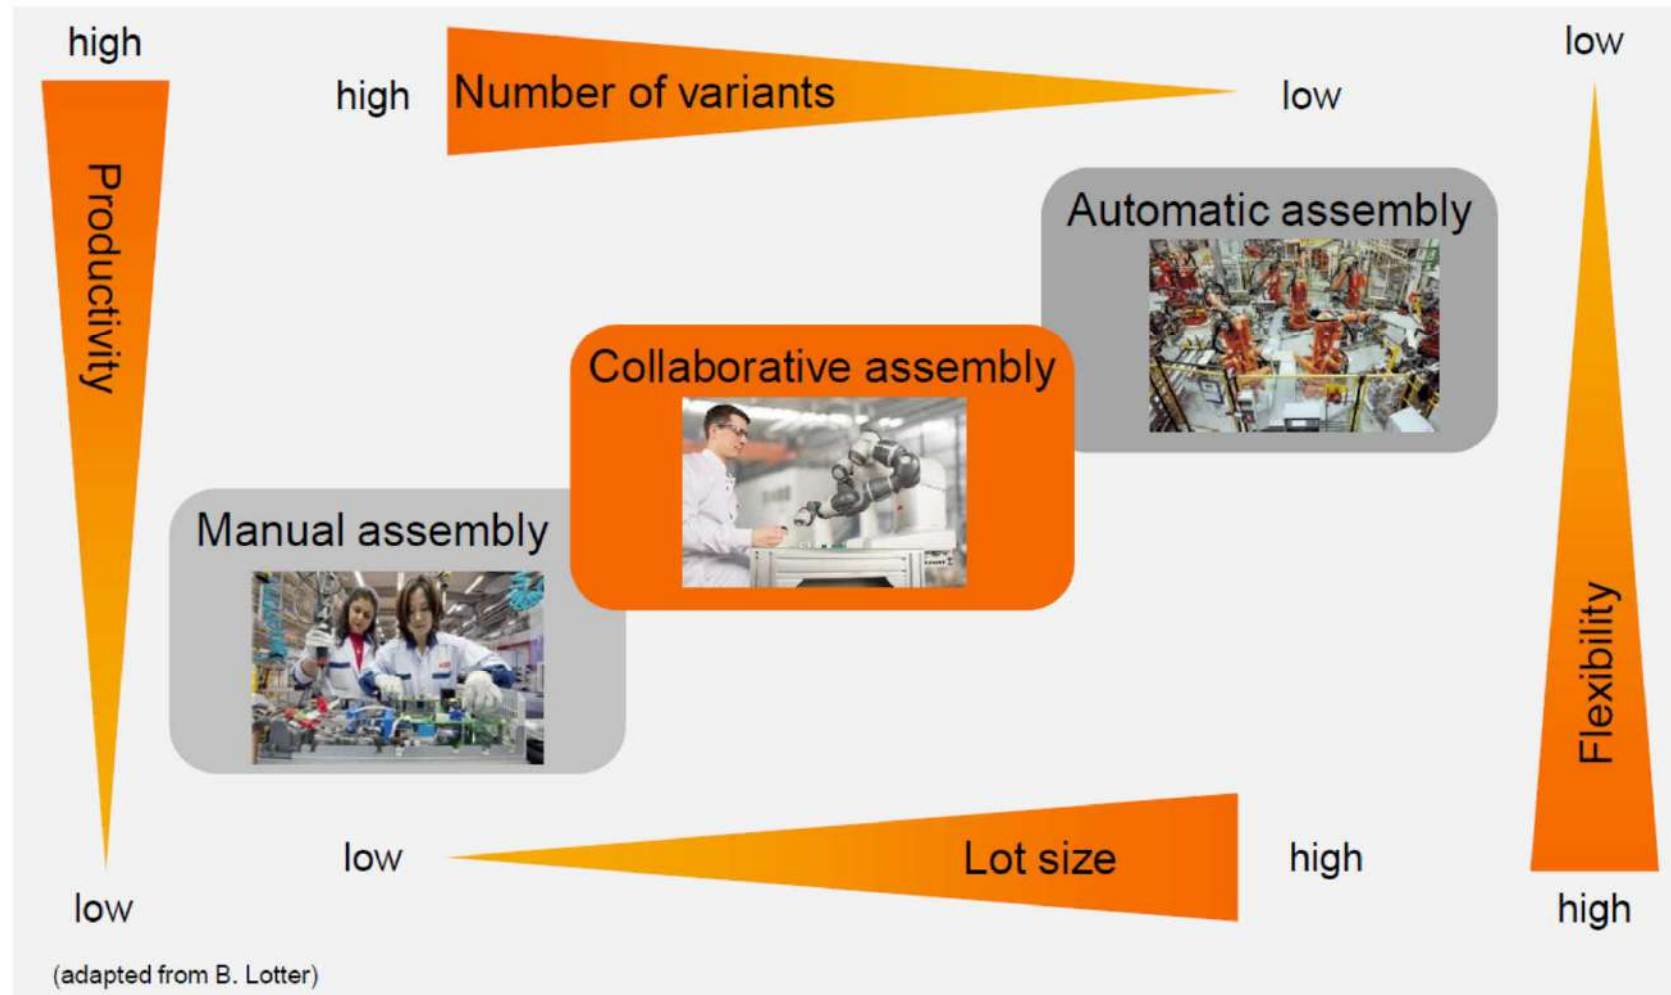 high
low
high
Number of variants
low
Productivity
Automatic assembly
Collaborative assembly
Manual assembly
Flexibility
low
Lot size
high
low
high
(adapted from B. Lotter)